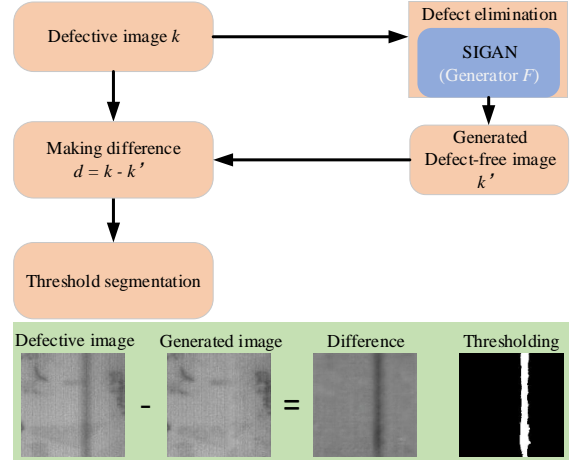 Defective image k
Defect elimination
SIGAN
(Generator F)
Making difference
d = k - k'
Generated
Defect-free image
k'
Threshold segmentation
Defective image
Generated image
Difference
Thresholding
- =